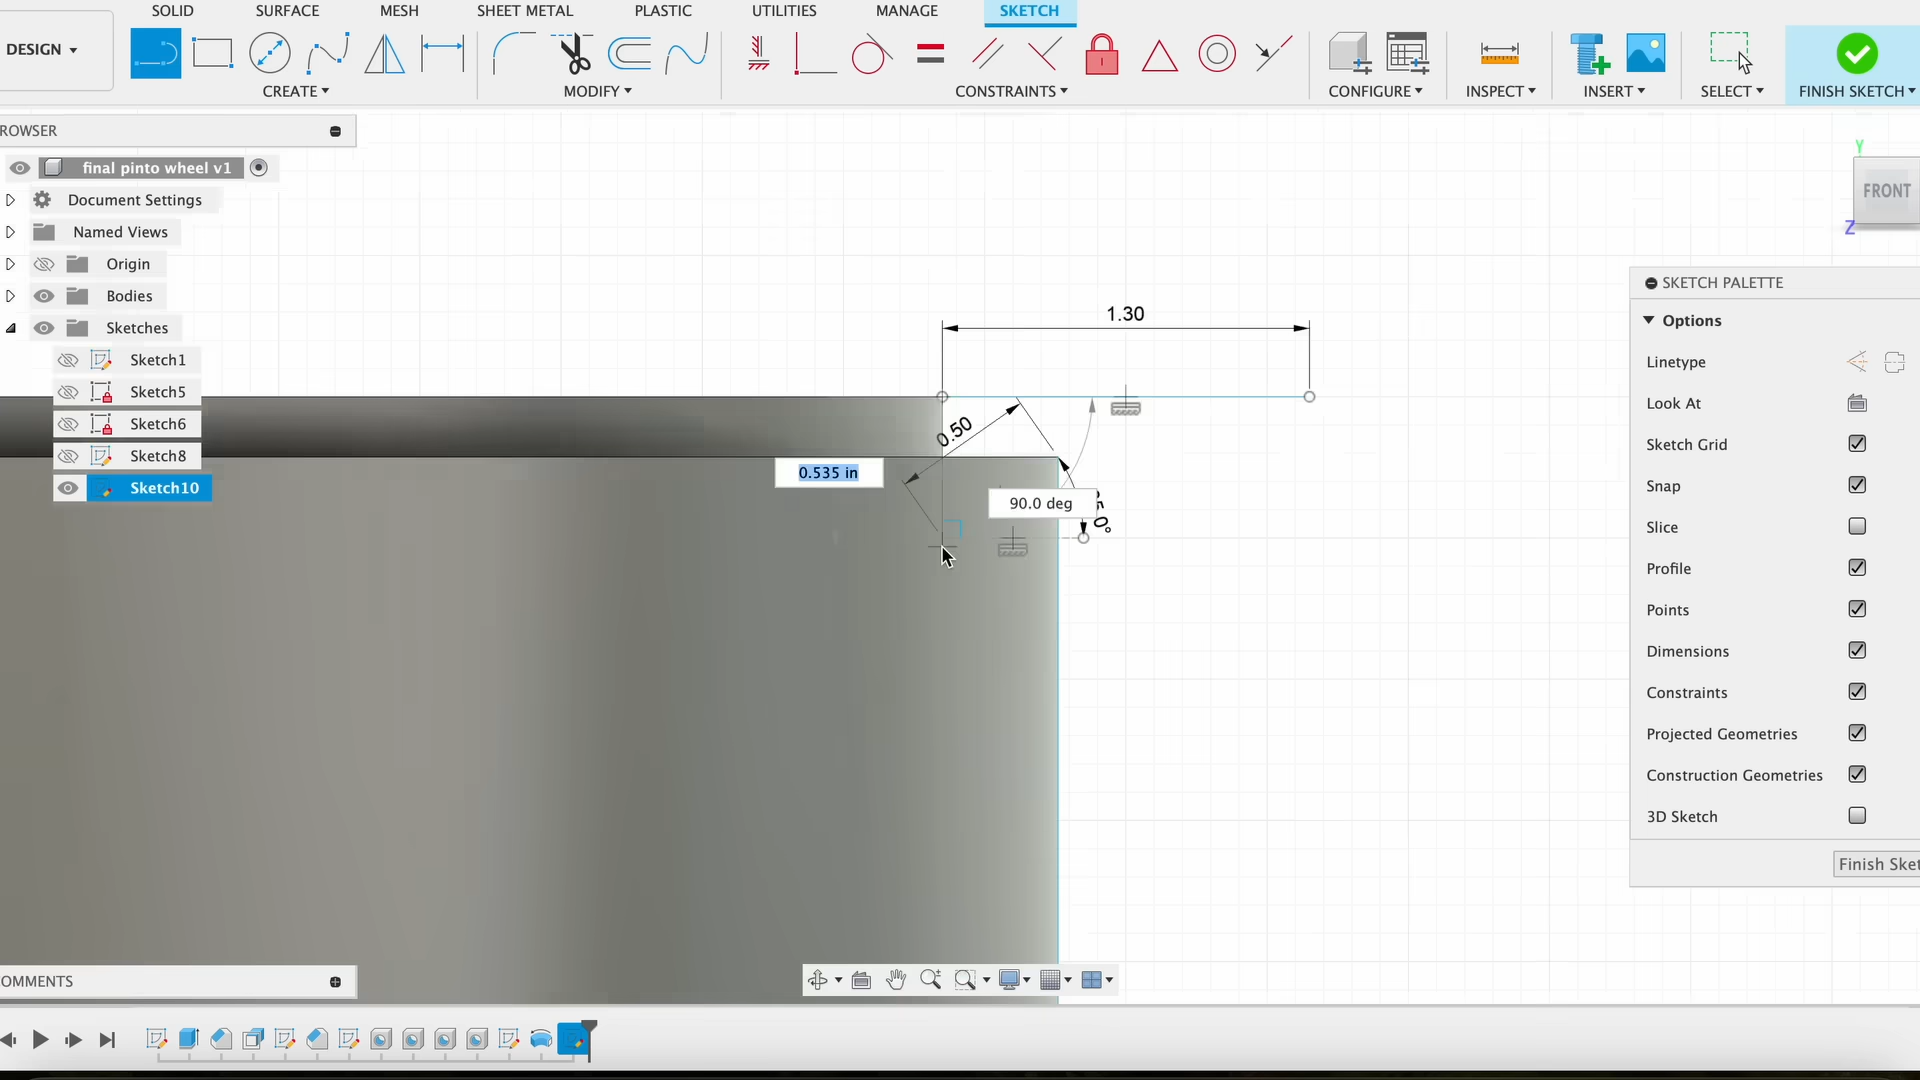 SOLID SURFACE MESH SHEET METAL PLASTIC UTILITIES MANAGE SKETCH
DESIGN
CREATE MODIFY CONSTRAINTS CONFIGURE INSPECT INSERT SELECT FINISH SKETCH
ROWSER
final pinto wheel v1
Document Settings
Named Views
Origin
Bodies
Sketches
Sketch1
Sketch5
Sketch6
Sketch8
Sketch10
Y
FRONT
Z
1.30
0.50
0.535 in
90.0 deg
SKETCH PALETTE
Options
Linetype
Look At
Sketch Grid
Snap
Slice
Profile
Points
Dimensions
Constraints
Projected Geometries
Construction Geometries
3D Sketch
Finish Sket
OMMENTS